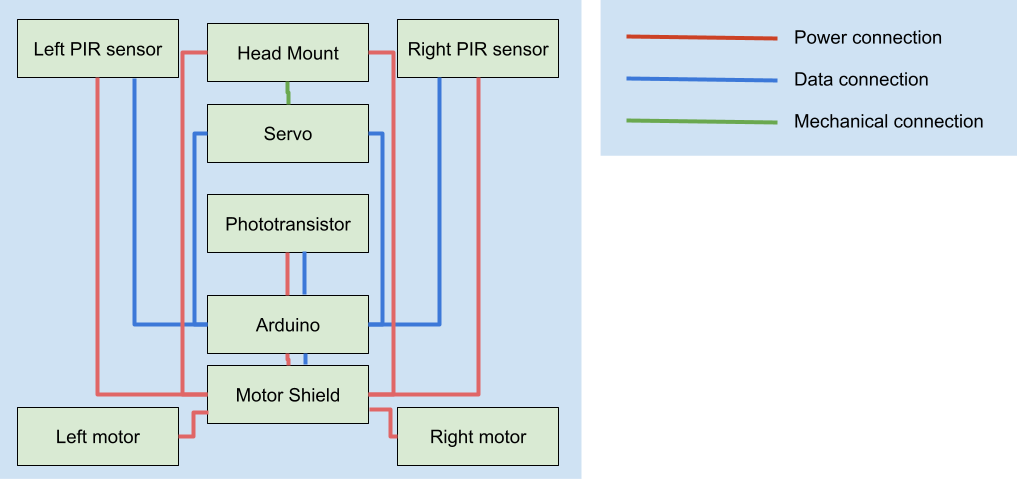 Left PIR sensor
Head Mount
Right PIR sensor
Servo
Phototransistor
Arduino
Motor Shield
Left motor
Right motor
Power connection
Data connection
Mechanical connection